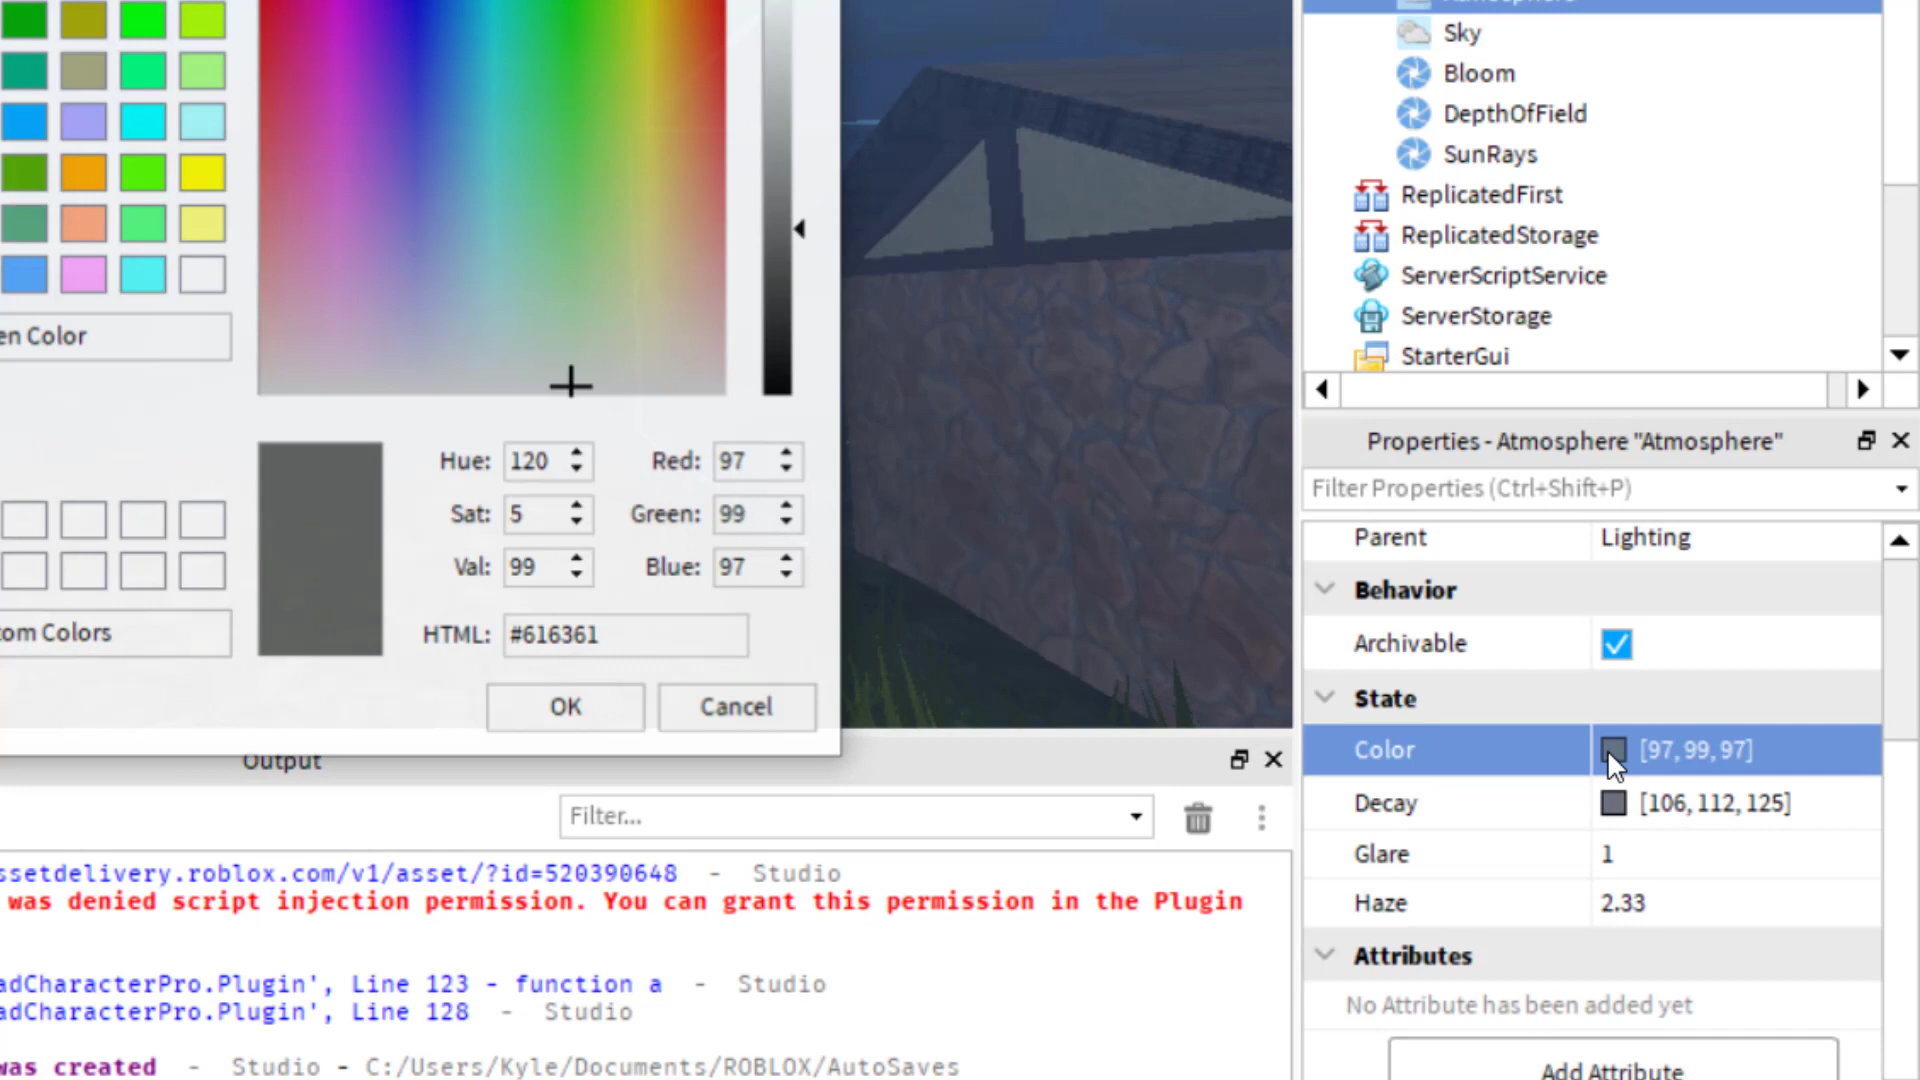 Sky
Bloom
DepthOfField
SunRays
ReplicatedFirst
ReplicatedStorage
ServerScriptService
ServerStorage
StarterGui
en Color
Hue: 120 Red: 97
Sat: 5 Green: 99
Val: 99 Blue: 97
HTML: #616361
om Colors
OK Cancel
Properties - Atmosphere "Atmosphere"
Filter Properties (Ctrl+Shift+P)
Parent Lighting
Behavior
Archivable
State
Color [97, 99, 97]
Decay [106, 112, 125]
Glare 1
Haze 2.33
Attributes
No Attribute has been added yet
Add Attribute
Output
Filter...
ssetdelivery.roblox.com/v1/asset/?id=520390648 - Studio
was denied script injection permission. You can grant this permission in the Plugin
adCharacterPro.Plugin', Line 123 - function a - Studio
adCharacterPro.Plugin', Line 128 - Studio
was created - Studio - C:/Users/Kyle/Documents/ROBLOX/AutoSaves